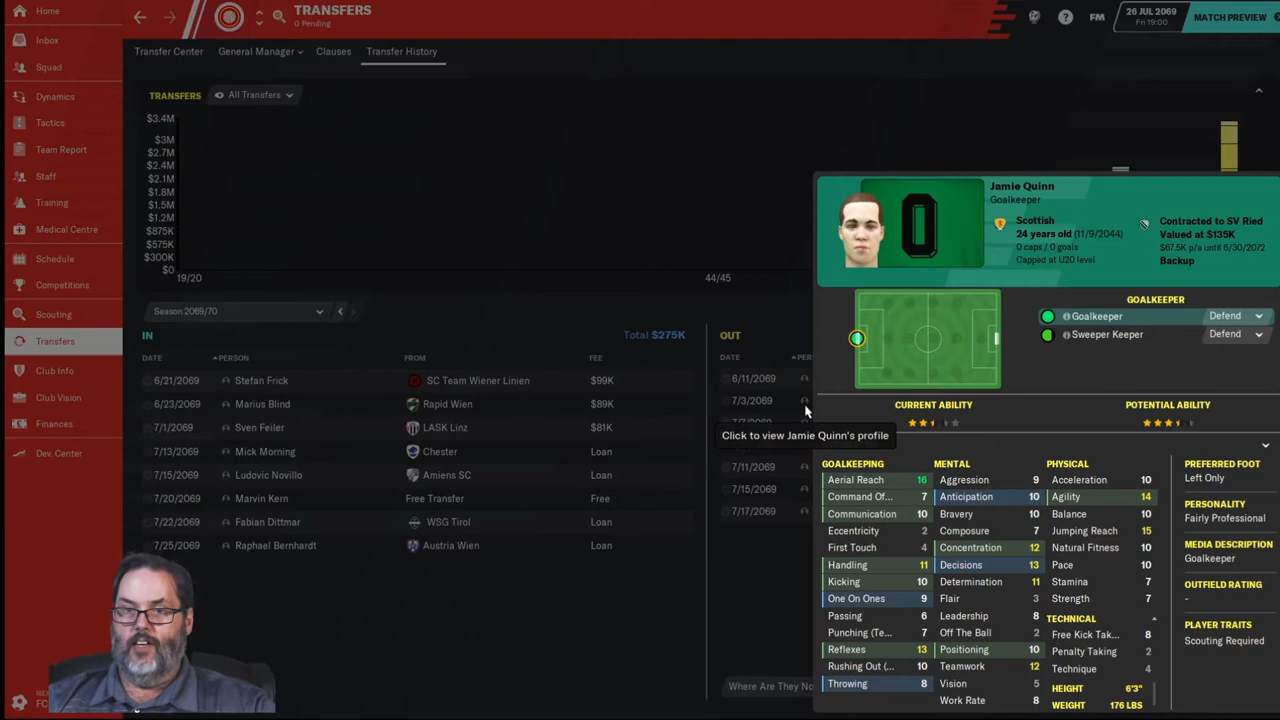 Home
Inbox
Squad
Dynamics
Tactics
Team Report
Staff
Training
Medical Centre
Schedule
Competitions
Scouting
Transfers
Club Info
Club Vision
Finances
Dev. Center
FC
TRANSFERS
0 Pending
FM
26 JUL 2069
Fri 19:00
MATCH PREVIEW
Transfer Center
General Manager
Clauses
Transfer History
TRANSFERS
All Transfers
$3.4M
$3M
$2.7M
$2.4M
$2.1M
$1.8M
$1.5M
$1.2M
$875K
$575K
$300K
$0
19/20
44/45
Season 2069/70
IN
Total $275K
DATE PERSON FROM FEE
6/21/2069 Stefan Frick SC Team Wiener Linien $99K
6/23/2069 Marius Blind Rapid Wien $89K
7/1/2069 Sven Feiler LASK Linz $81K
7/13/2069 Mick Morning Chester Loan
7/15/2069 Ludovic Novillo Amiens SC Loan
7/20/2069 Marvin Kern Free Transfer Free
7/22/2069 Fabian Dittmar WSG Tirol Loan
7/25/2069 Raphael Bernhardt Austria Wien Loan
OUT
DATE PERS
6/11/2069
7/3/2069
Click to view Jamie Quinn's profile
7/11/2069
7/15/2069
7/17/2069
Where Are They No
Jamie Quinn
Goalkeeper
0
Scottish
24 years old (11/9/2044)
0 caps / 0 goals
Capped at U20 level
Contracted to SV Ried
Valued at $135K
$67.5K p/a until 6/30/2072
Backup
GOALKEEPER
Goalkeeper Defend
Sweeper Keeper Defend
CURRENT ABILITY
POTENTIAL ABILITY
GOALKEEPING
Aerial Reach 16
Command Of... 7
Communication 10
Eccentricity 2
First Touch 4
Handling 11
Kicking 10
One On Ones 9
Passing 6
Punching (Te... 7
Reflexes 13
Rushing Out (... 10
Throwing 8
MENTAL
Aggression 9
Anticipation 10
Bravery 10
Composure 7
Concentration 12
Decisions 13
Determination 11
Flair 3
Leadership 8
Off The Ball 2
Positioning 10
Teamwork 12
Vision 5
Work Rate 8
PHYSICAL
Acceleration 10
Agility 14
Balance 10
Jumping Reach 15
Natural Fitness 10
Pace 10
Stamina 7
Strength 7
TECHNICAL
Free Kick Tak... 8
Penalty Taking 2
Technique 4
HEIGHT 6'3"
WEIGHT 176 LBS
PREFERRED FOOT
Left Only
PERSONALITY
Fairly Professional
MEDIA DESCRIPTION
Goalkeeper
OUTFIELD RATING
-
PLAYER TRAITS
Scouting Required